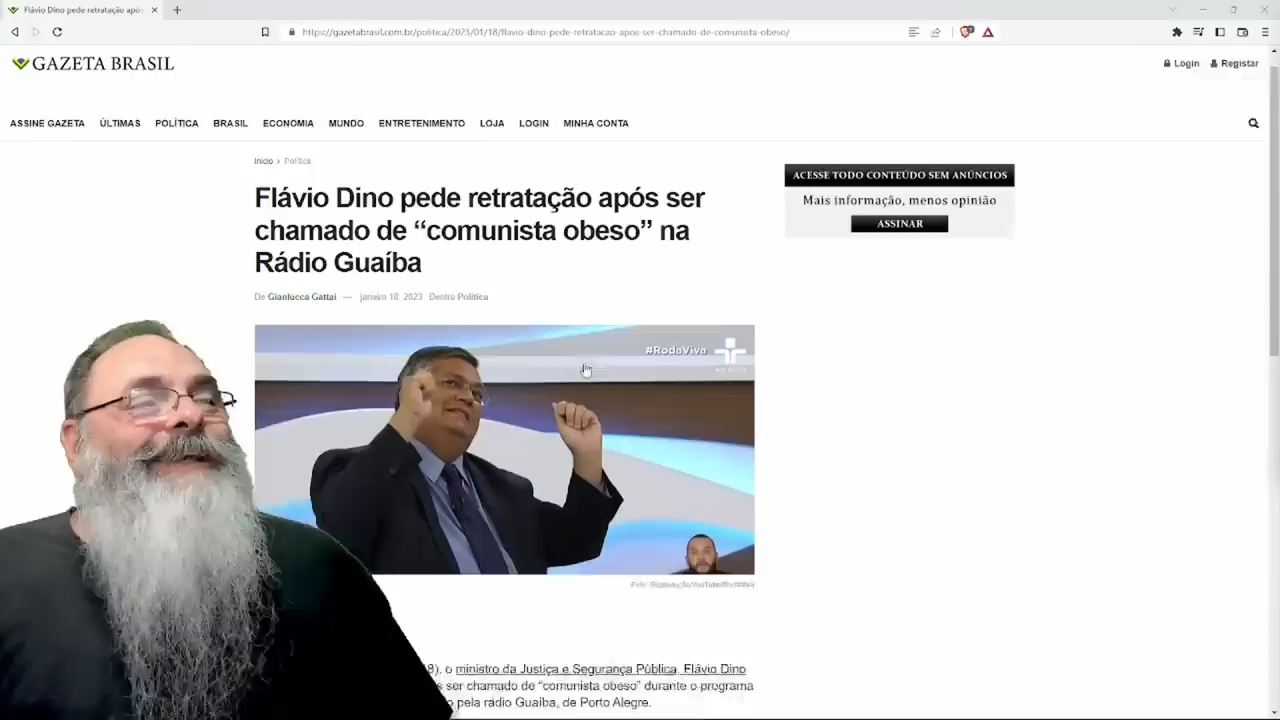 Flávio Dino pede retratação após
https://gazetabrasil.com.br/politica/2023/01/18/flavio-dino-pede-retratacao-apos-ser-chamado-de-comunista-obeso/
GAZETA BRASIL
Login Registar
ASSINE GAZETA ÚLTIMAS POLÍTICA BRASIL ECONOMIA MUNDO ENTRETENIMENTO LOJA LOGIN MINHA CONTA
Início > Política
ACESSE TODO CONTEÚDO SEM ANÚNCIOS
Mais informação, menos opinião
ASSINAR
Flávio Dino pede retratação após ser
chamado de “comunista obeso” na
Rádio Guaíba
De Gianlucca Gattai — janeiro 18, 2023 Dentro Política
#RodaViva
8), o ministro da Justiça e Segurança Pública, Flávio Dino
ser chamado de “comunista obeso” durante o programa
pela rádio Guaíba, de Porto Alegre.